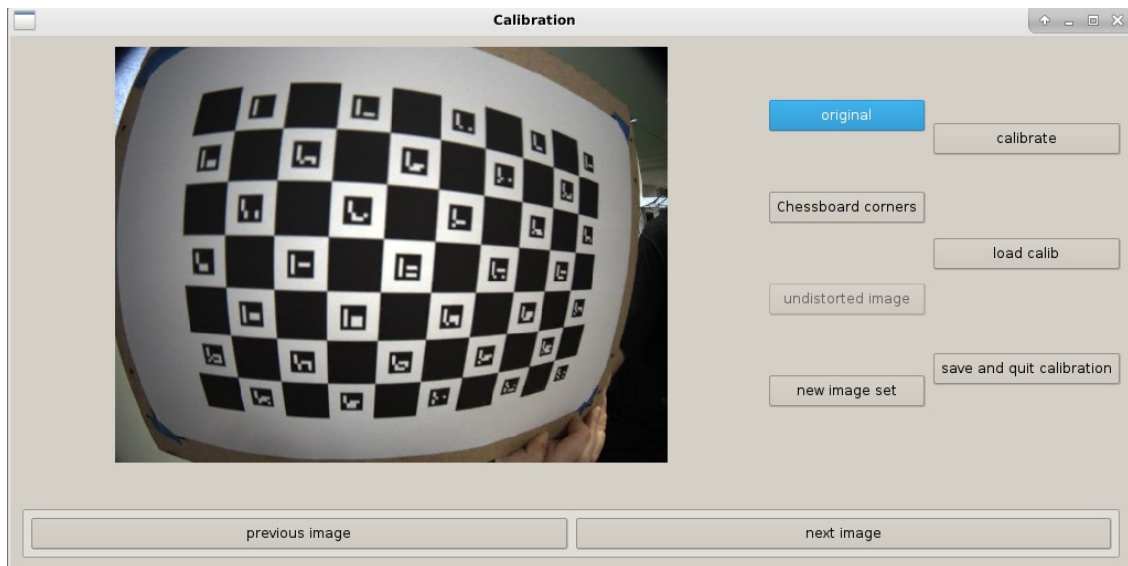 Calibration
original
calibrate
Chessboard corners
load calib
undistorted image
save and quit calibration
new image set
previous image
next image